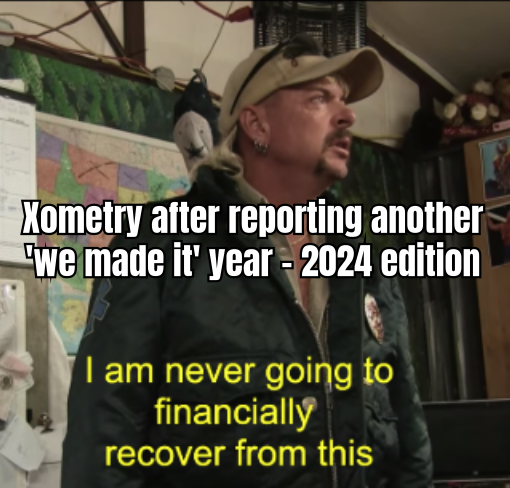 Xometry after reporting another
'we made it' year - 2024 edition
I am never going to
financially
recover from this